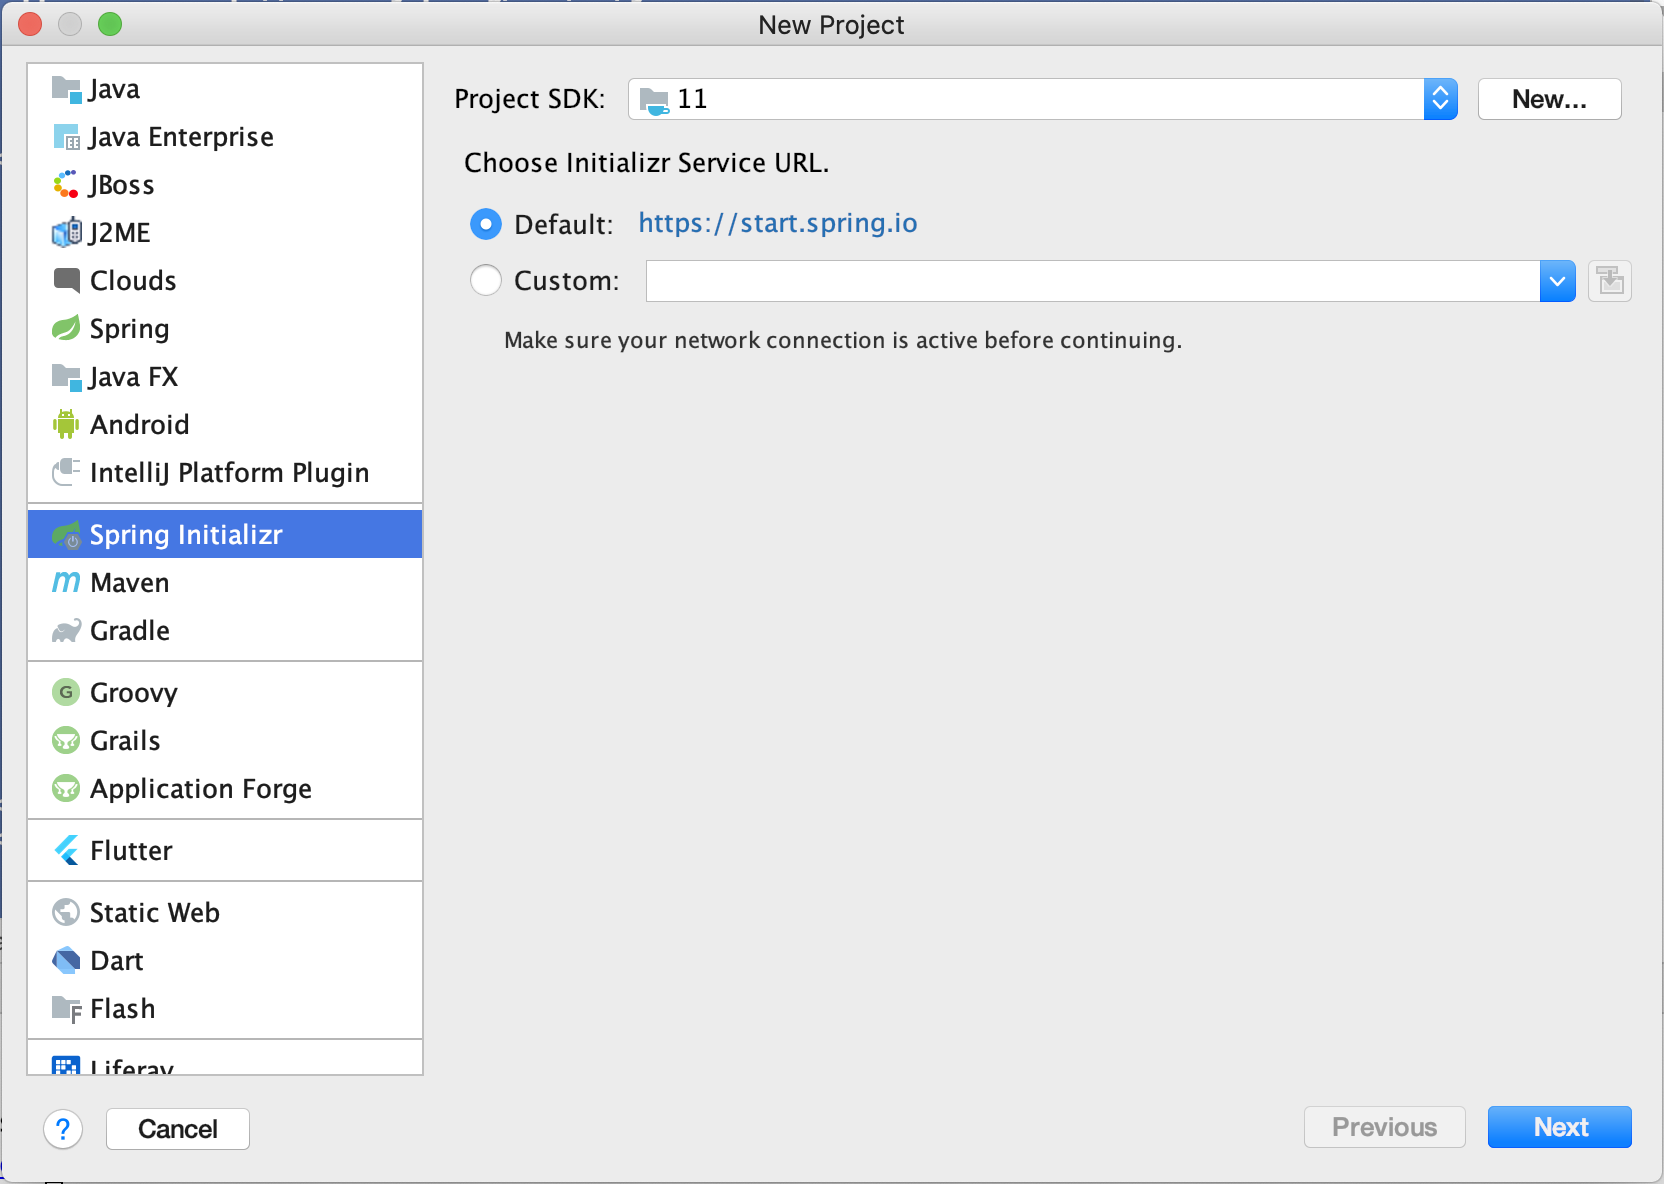 New Project
Java
Java Enterprise
JBoss
J2ME
Clouds
Spring
Java FX
Android
IntelliJ Platform Plugin
Spring Initializr
Maven
Gradle
G Groovy
Grails
Application Forge
Flutter
Static Web
Dart
F Flash
Liferay
Project SDK: 11 New...
Choose Initializr Service URL.
Default: https://start.spring.io
Custom:
Make sure your network connection is active before continuing.
? Cancel Previous Next